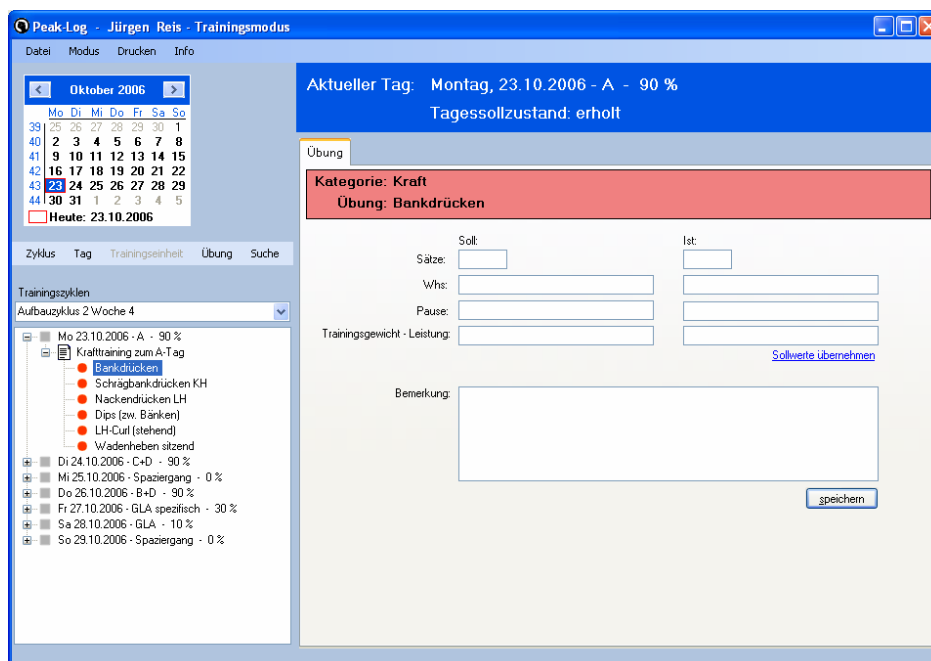 Peak-Log - Jürgen Reis - Trainingsmodus
Datei Modus Drucken Info
Oktober 2006
Mo Di Mi Do Fr Sa So
39 25 26 27 28 29 30 1
40 2 3 4 5 6 7 8
41 9 10 11 12 13 14 15
42 16 17 18 19 20 21 22
43 23 24 25 26 27 28 29
44 30 31 1 2 3 4 5
Heute: 23.10.2006
Zyklus Tag Trainingseinheit Übung Suche
Trainingszyklen
Aufbauzyklus 2 Woche 4
Mo 23.10.2006 - A - 90 %
Krafttraining zum A-Tag
Bankdrücken
Schrägbankdrücken KH
Nackendrücken LH
Dips (zw. Bänken)
LH-Curl (stehend)
Wadenheben sitzend
Di 24.10.2006 - C+D - 90 %
Mi 25.10.2006 - Spaziergang - 0 %
Do 26.10.2006 - B+D - 90 %
Fr 27.10.2006 - GLA spezifisch - 30 %
Sa 28.10.2006 - GLA - 10 %
So 29.10.2006 - Spaziergang - 0 %
Aktueller Tag: Montag, 23.10.2006 - A - 90 %
Tagessollzustand: erholt
Übung
Kategorie: Kraft
Übung: Bankdrücken
Soll: Ist:
Sätze:
Whs:
Pause:
Trainingsgewicht - Leistung:
Sollwerte übernehmen
Bemerkung:
speichern